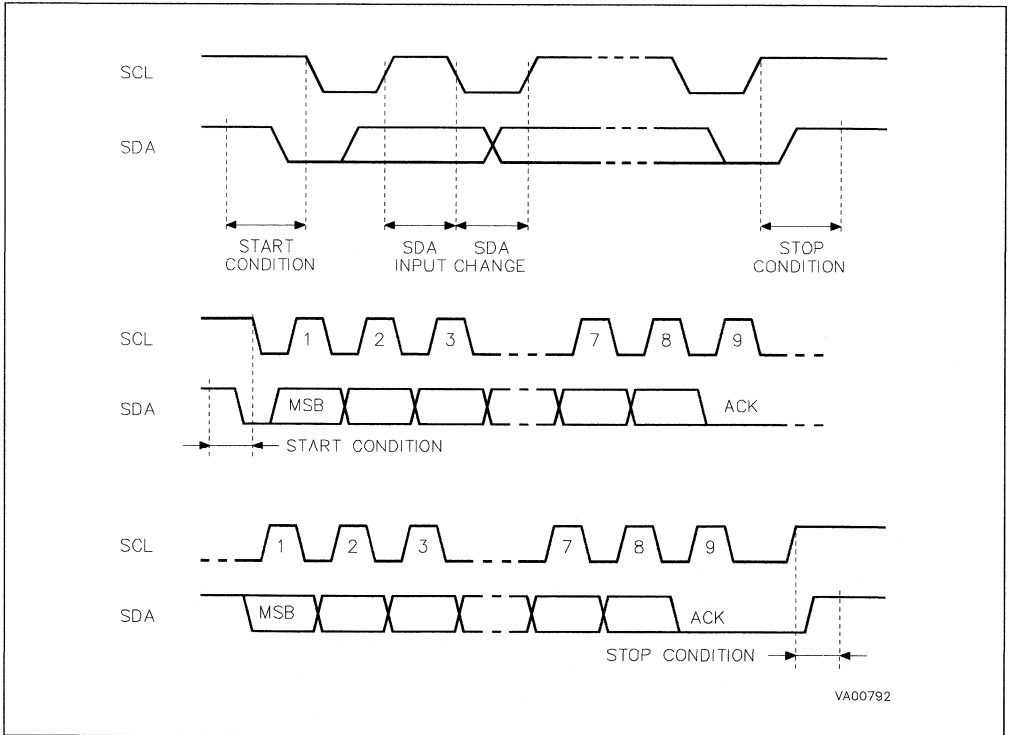 SCL
SDA
START CONDITION
SDA INPUT
SDA CHANGE
STOP CONDITION
SCL
1 2 3 7 8 9
SDA
MSB
ACK
START CONDITION
SCL
1 2 3 7 8 9
SDA
MSB
ACK
STOP CONDITION
VA00792